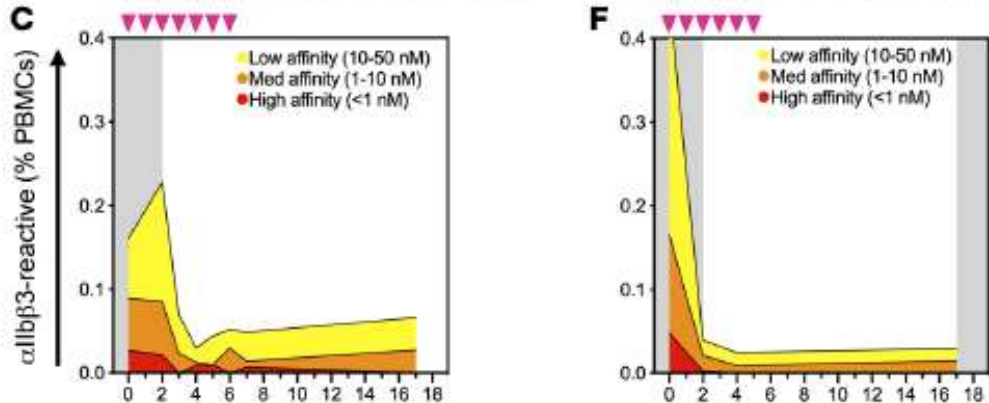 C
αIIbβ3-reactive (% PBMCs)
0.4
0.3
0.2
0.1
0.0
Low affinity (10-50 nM)
Med affinity (1-10 nM)
High affinity (<1 nM)
0 2 4 6 8 10 12 14 16 18
F
0.4
0.3
0.2
0.1
0.0
Low affinity (10-50 nM)
Med affinity (1-10 nM)
High affinity (<1 nM)
0 2 4 6 8 10 12 14 16 18